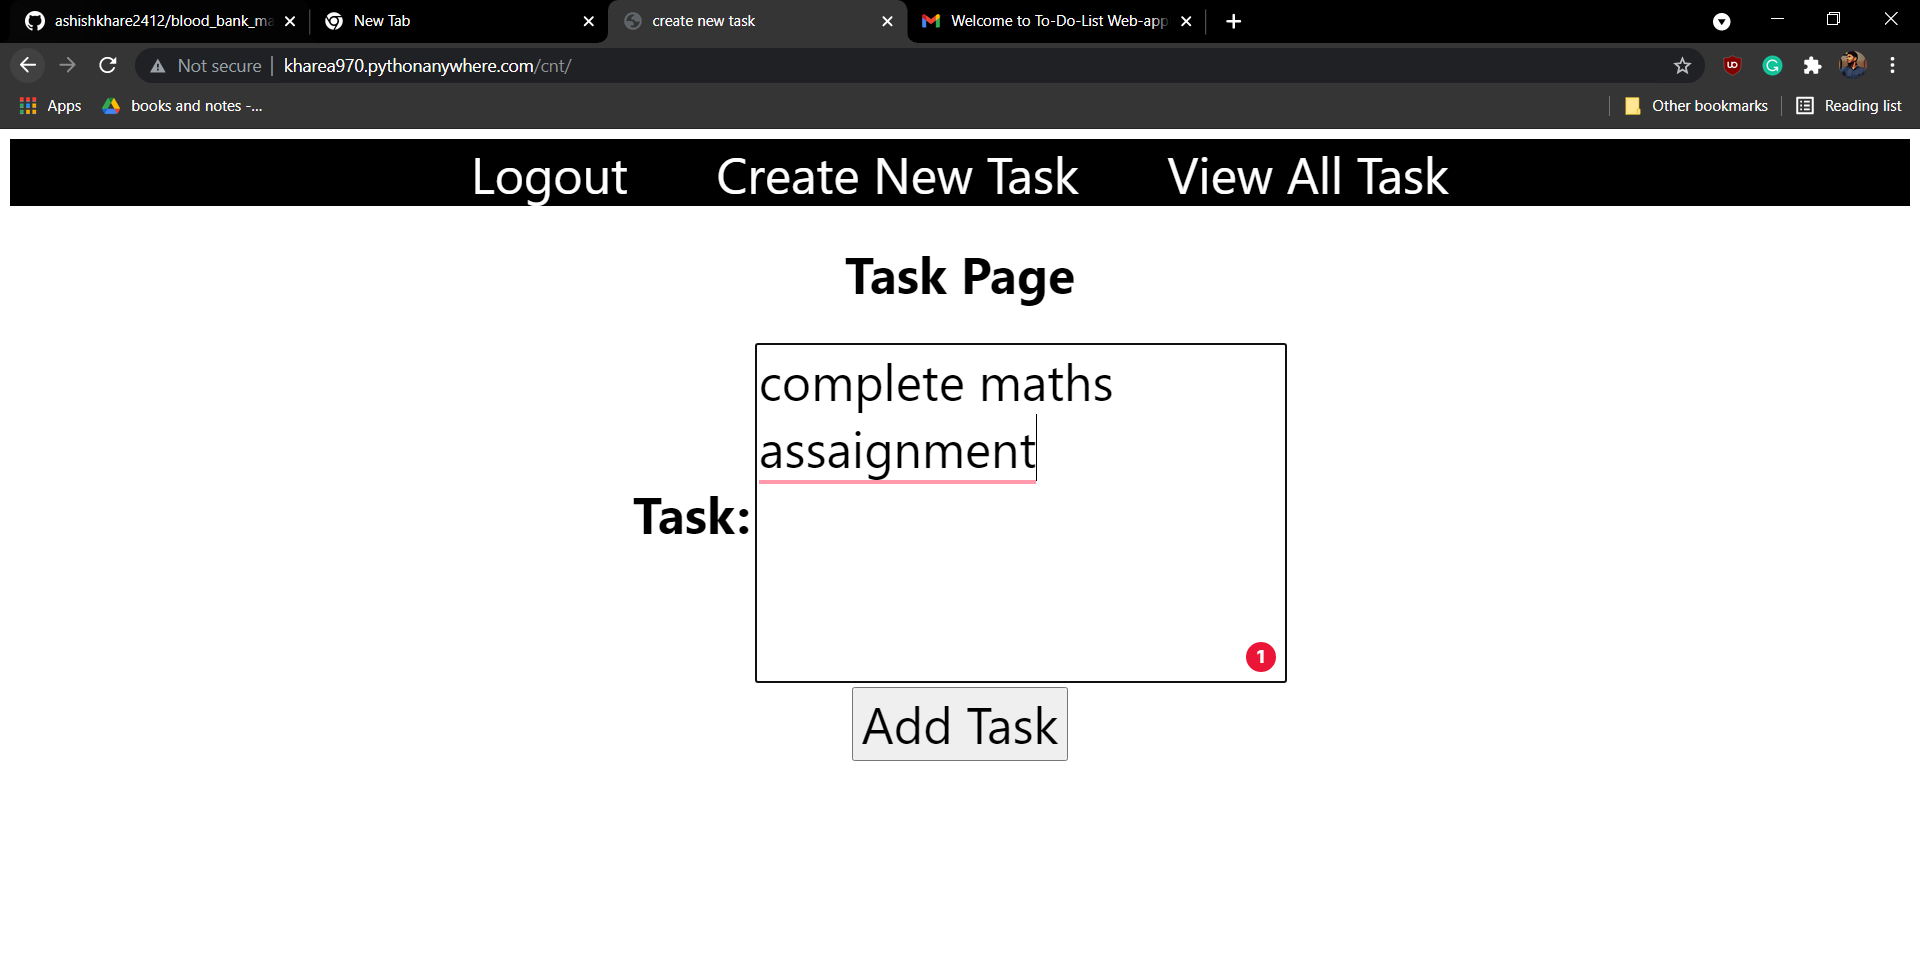 ashishkhare2412/blood_bank_ma
New Tab
create new task
Welcome to To-Do-List Web-app
Not secure | kharea970.pythonanywhere.com/cnt/
Apps
books and notes -...
Other bookmarks
Reading list
Logout
Create New Task
View All Task
Task Page
Task:
complete maths
assaignment
1
Add Task